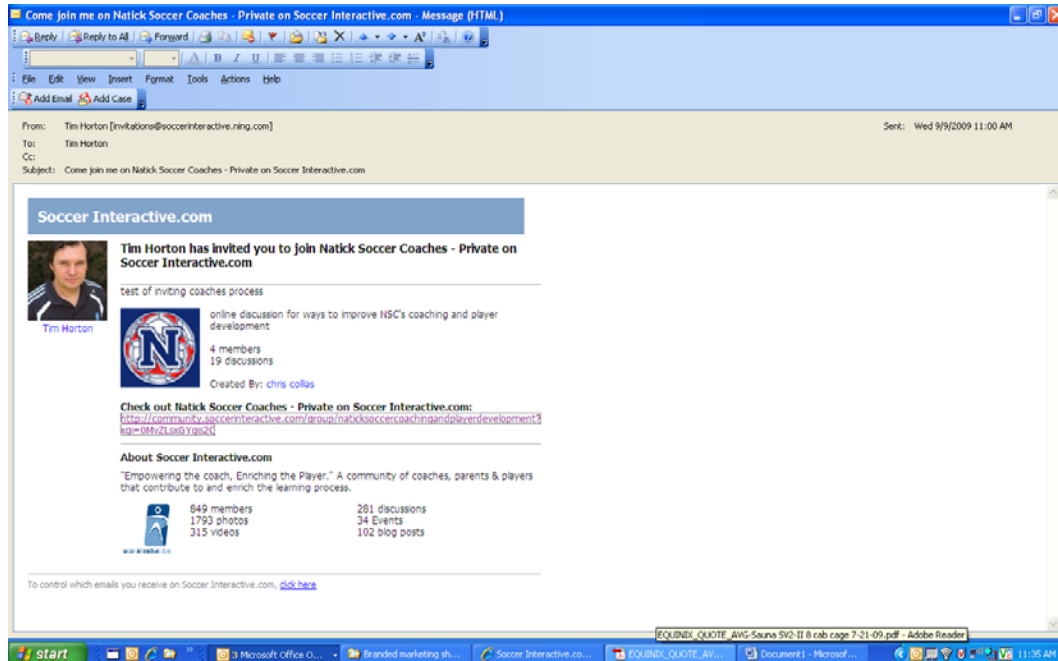 Come join me on Natick Soccer Coaches - Private on Soccer Interactive.com - Message (HTML)
Reply Reply to All Forward
A B I U
File Edit View Insert Format Tools Actions Help
Add Email Add Case
From: Tim Horton [invitations@soccerinteractive.ning.com] Sent: Wed 9/9/2009 11:00 AM
To: Tim Horton
Cc:
Subject: Come join me on Natick Soccer Coaches - Private on Soccer Interactive.com
Soccer Interactive.com
Tim Horton has invited you to join Natick Soccer Coaches - Private on
Soccer Interactive.com
test of inviting coaches process
Tim Horton
N
online discussion for ways to improve NSC's coaching and player
development
4 members
19 discussions
Created By: chris collas
Check out Natick Soccer Coaches - Private on Soccer Interactive.com:
http://community.soccerinteractive.com/group/naticksoccercoachingandplayerdevelopment?
About Soccer Interactive.com
"Empowering the coach, Enriching the Player." A community of coaches, parents & players
that contribute to and enrich the learning process.
849 members 281 discussions
1793 photos 34 Events
315 videos 102 blog posts
To control which emails you receive on Soccer Interactive.com, click here
EQUINIX_QUOTE_AVG-Sauna SV2-II 8 cab cage 7-21-09.pdf - Adobe Reader
start 3 Microsoft Office O... Branded marketing sh... Soccer Interactive.co... EQUINIX_QUOTE_AV... Document1 - Microsof... 11:35 AM